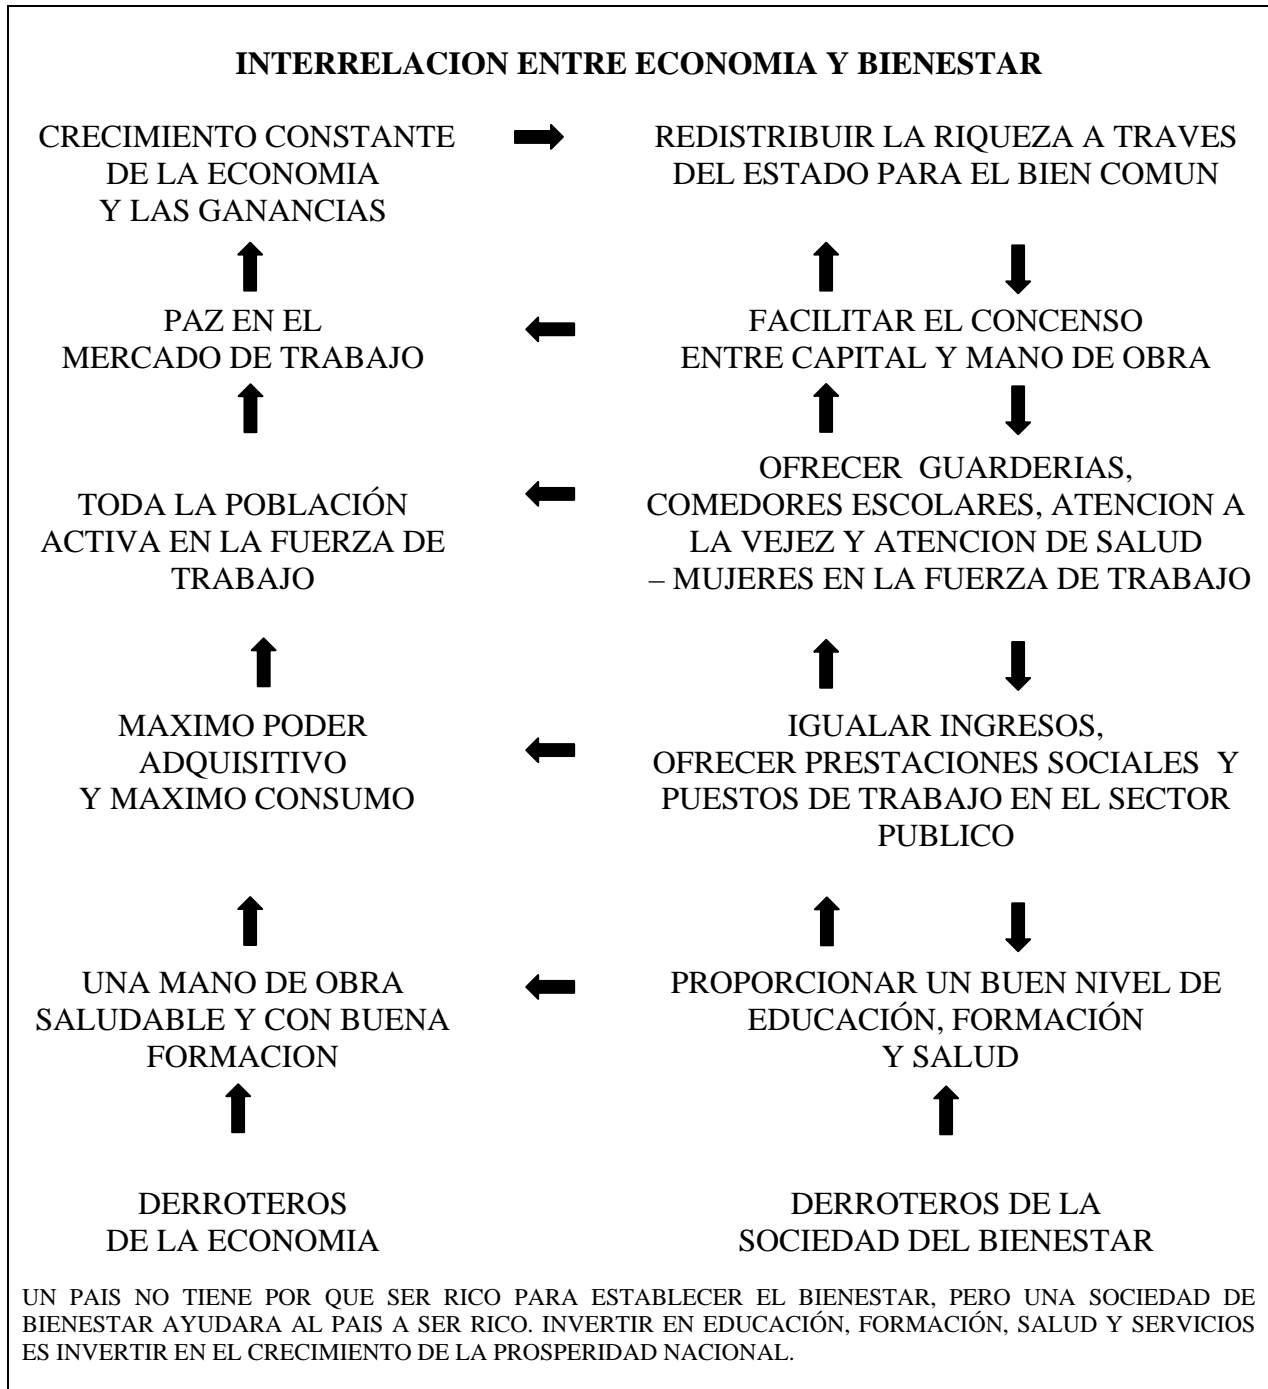 INTERRELACION ENTRE ECONOMIA Y BIENESTAR
CRECIMIENTO CONSTANTE
DE LA ECONOMIA
Y LAS GANANCIAS
REDISTRIBUIR LA RIQUEZA A TRAVES
DEL ESTADO PARA EL BIEN COMUN
PAZ EN EL
MERCADO DE TRABAJO
FACILITAR EL CONCENSO
ENTRE CAPITAL Y MANO DE OBRA
TODA LA POBLACIÓN
ACTIVA EN LA FUERZA DE
TRABAJO
OFRECER GUARDERIAS,
COMEDORES ESCOLARES, ATENCION A
LA VEJEZ Y ATENCION DE SALUD
– MUJERES EN LA FUERZA DE TRABAJO
MAXIMO PODER
ADQUISITIVO
Y MAXIMO CONSUMO
IGUALAR INGRESOS,
OFRECER PRESTACIONES SOCIALES Y
PUESTOS DE TRABAJO EN EL SECTOR
PUBLICO
UNA MANO DE OBRA
SALUDABLE Y CON BUENA
FORMACION
PROPORCIONAR UN BUEN NIVEL DE
EDUCACIÓN, FORMACIÓN
Y SALUD
DERROTEROS
DE LA ECONOMIA
DERROTEROS DE LA
SOCIEDAD DEL BIENESTAR
UN PAIS NO TIENE POR QUE SER RICO PARA ESTABLECER EL BIENESTAR, PERO UNA SOCIEDAD DE
BIENESTAR AYUDARA AL PAIS A SER RICO. INVERTIR EN EDUCACIÓN, FORMACIÓN, SALUD Y SERVICIOS
ES INVERTIR EN EL CRECIMIENTO DE LA PROSPERIDAD NACIONAL.